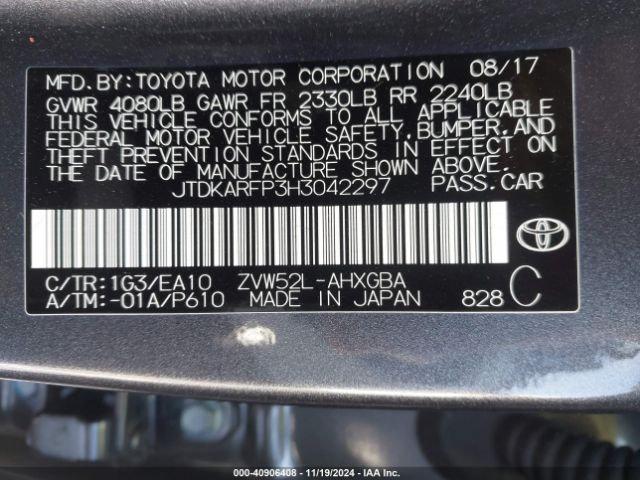 MFD.BY:TOYOTA MOTOR CORPORATION 08/17
GVWR 4080LB GAWR FR 2330LB RR 2240LB
THIS VEHICLE CONFORMS TO ALL APPLICABLE
FEDERAL MOTOR VEHICLE SAFETY,BUMPER,AND
THEFT PREVENTION STANDARDS IN EFFECT ON
THE DATE OF MANUFACTURE SHOWN ABOVE.
JTDKARFP3H3042297 PASS.CAR
C/TR:1G3/EA10 ZVW52L-AHXGBA
A/TM:-01A/P610 MADE IN JAPAN 828 C
000-40906408 - 11/19/2024 - IAA Inc.